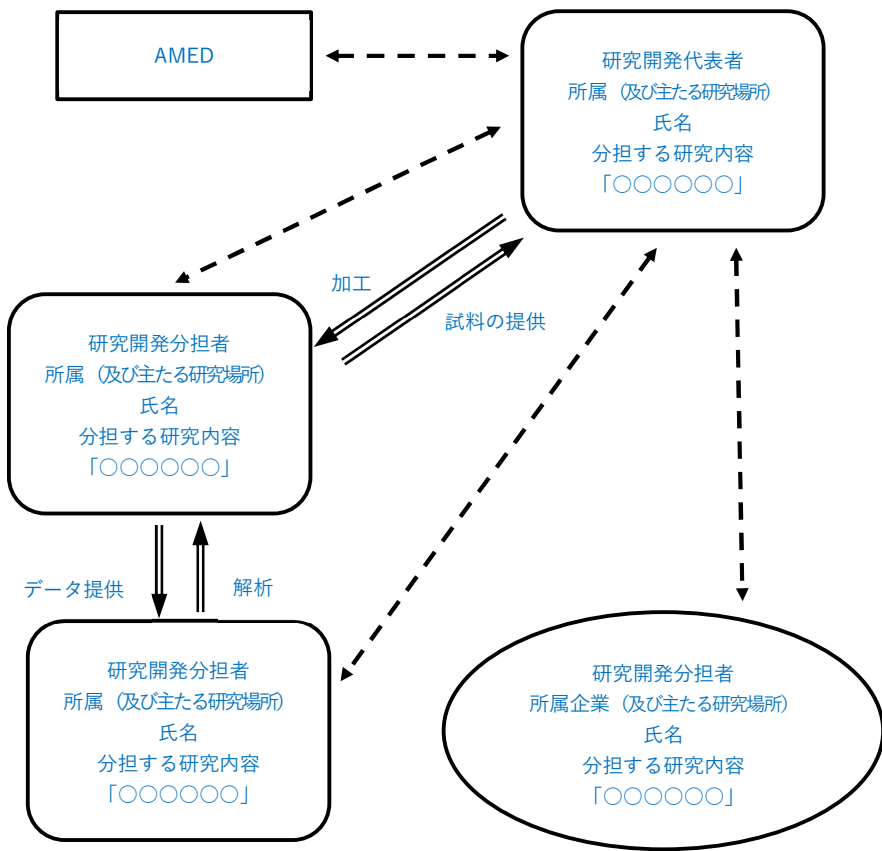 AMED
研究開発代表者
所属（及び主たる研究場所）
氏名
分担する研究内容
「○○○○○○」
加工
試料の提供
研究開発分担者
所属（及び主たる研究場所）
氏名
分担する研究内容
「○○○○○○」
データ提供
解析
研究開発分担者
所属（及び主たる研究場所）
氏名
分担する研究内容
「○○○○○○」
研究開発分担者
所属企業（及び主たる研究場所）
氏名
分担する研究内容
「○○○○○○」